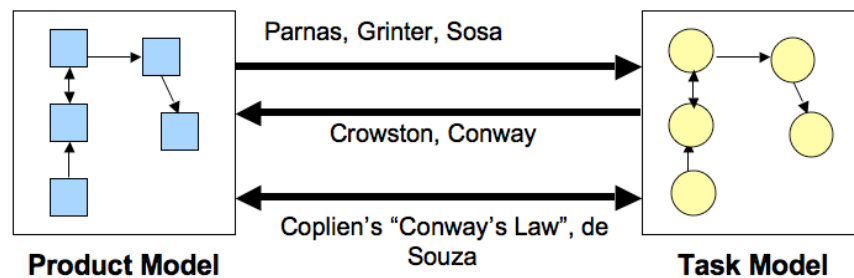 Parnas, Grinter, Sosa
Crowston, Conway
Coplien's “Conway's Law”, de
Souza
Product Model
Task Model